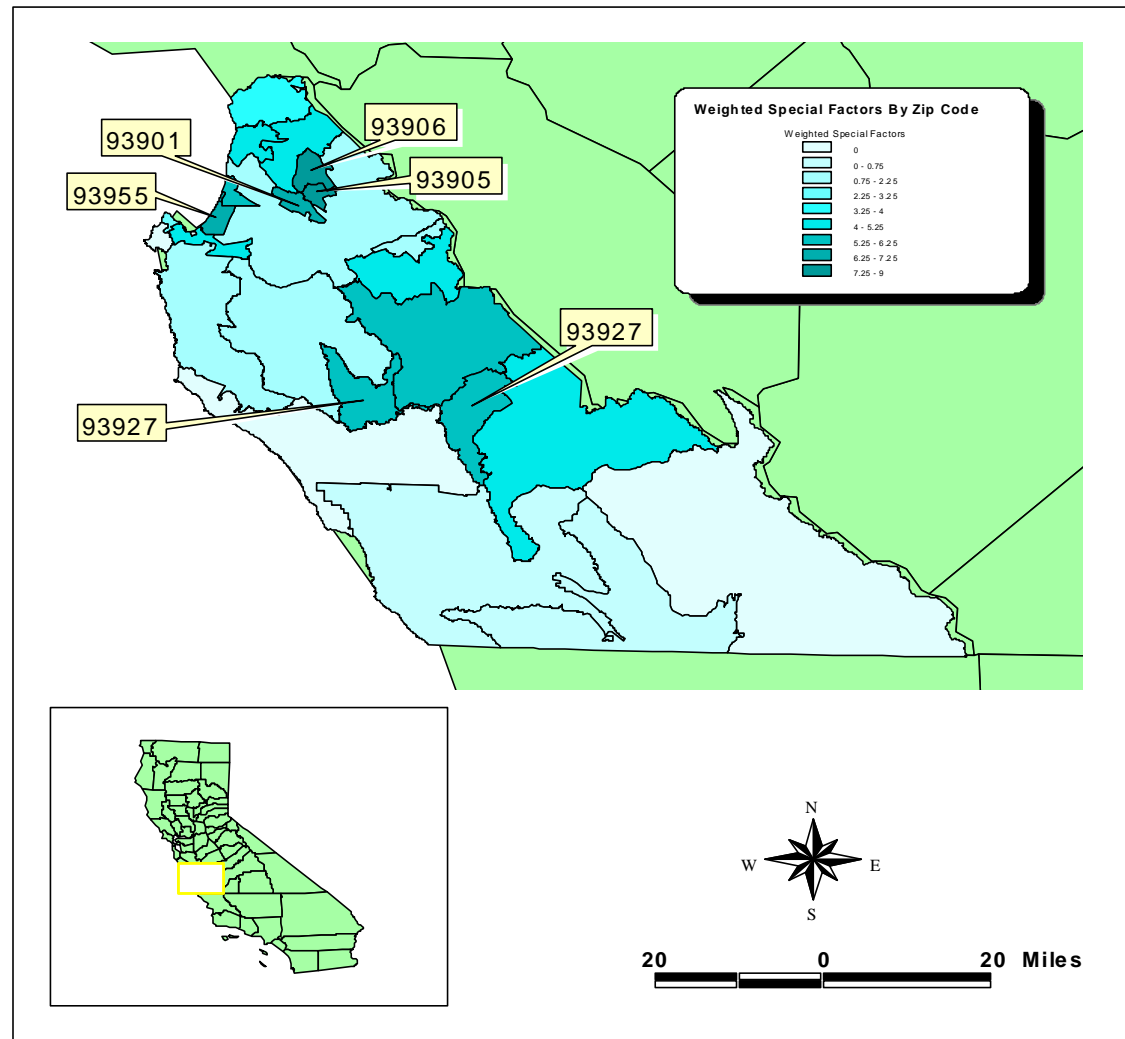 Weighted Special Factors By Zip Code
Weighted Special Factors
0
0 - 0.75
0.75 - 2.25
2.25 - 3.25
3.25 - 4
4 - 5.25
5.25 - 6.25
6.25 - 7.25
7.25 - 9
93906
93901
93905
93955
93927
93927
N
W E
S
20 0 20 Miles